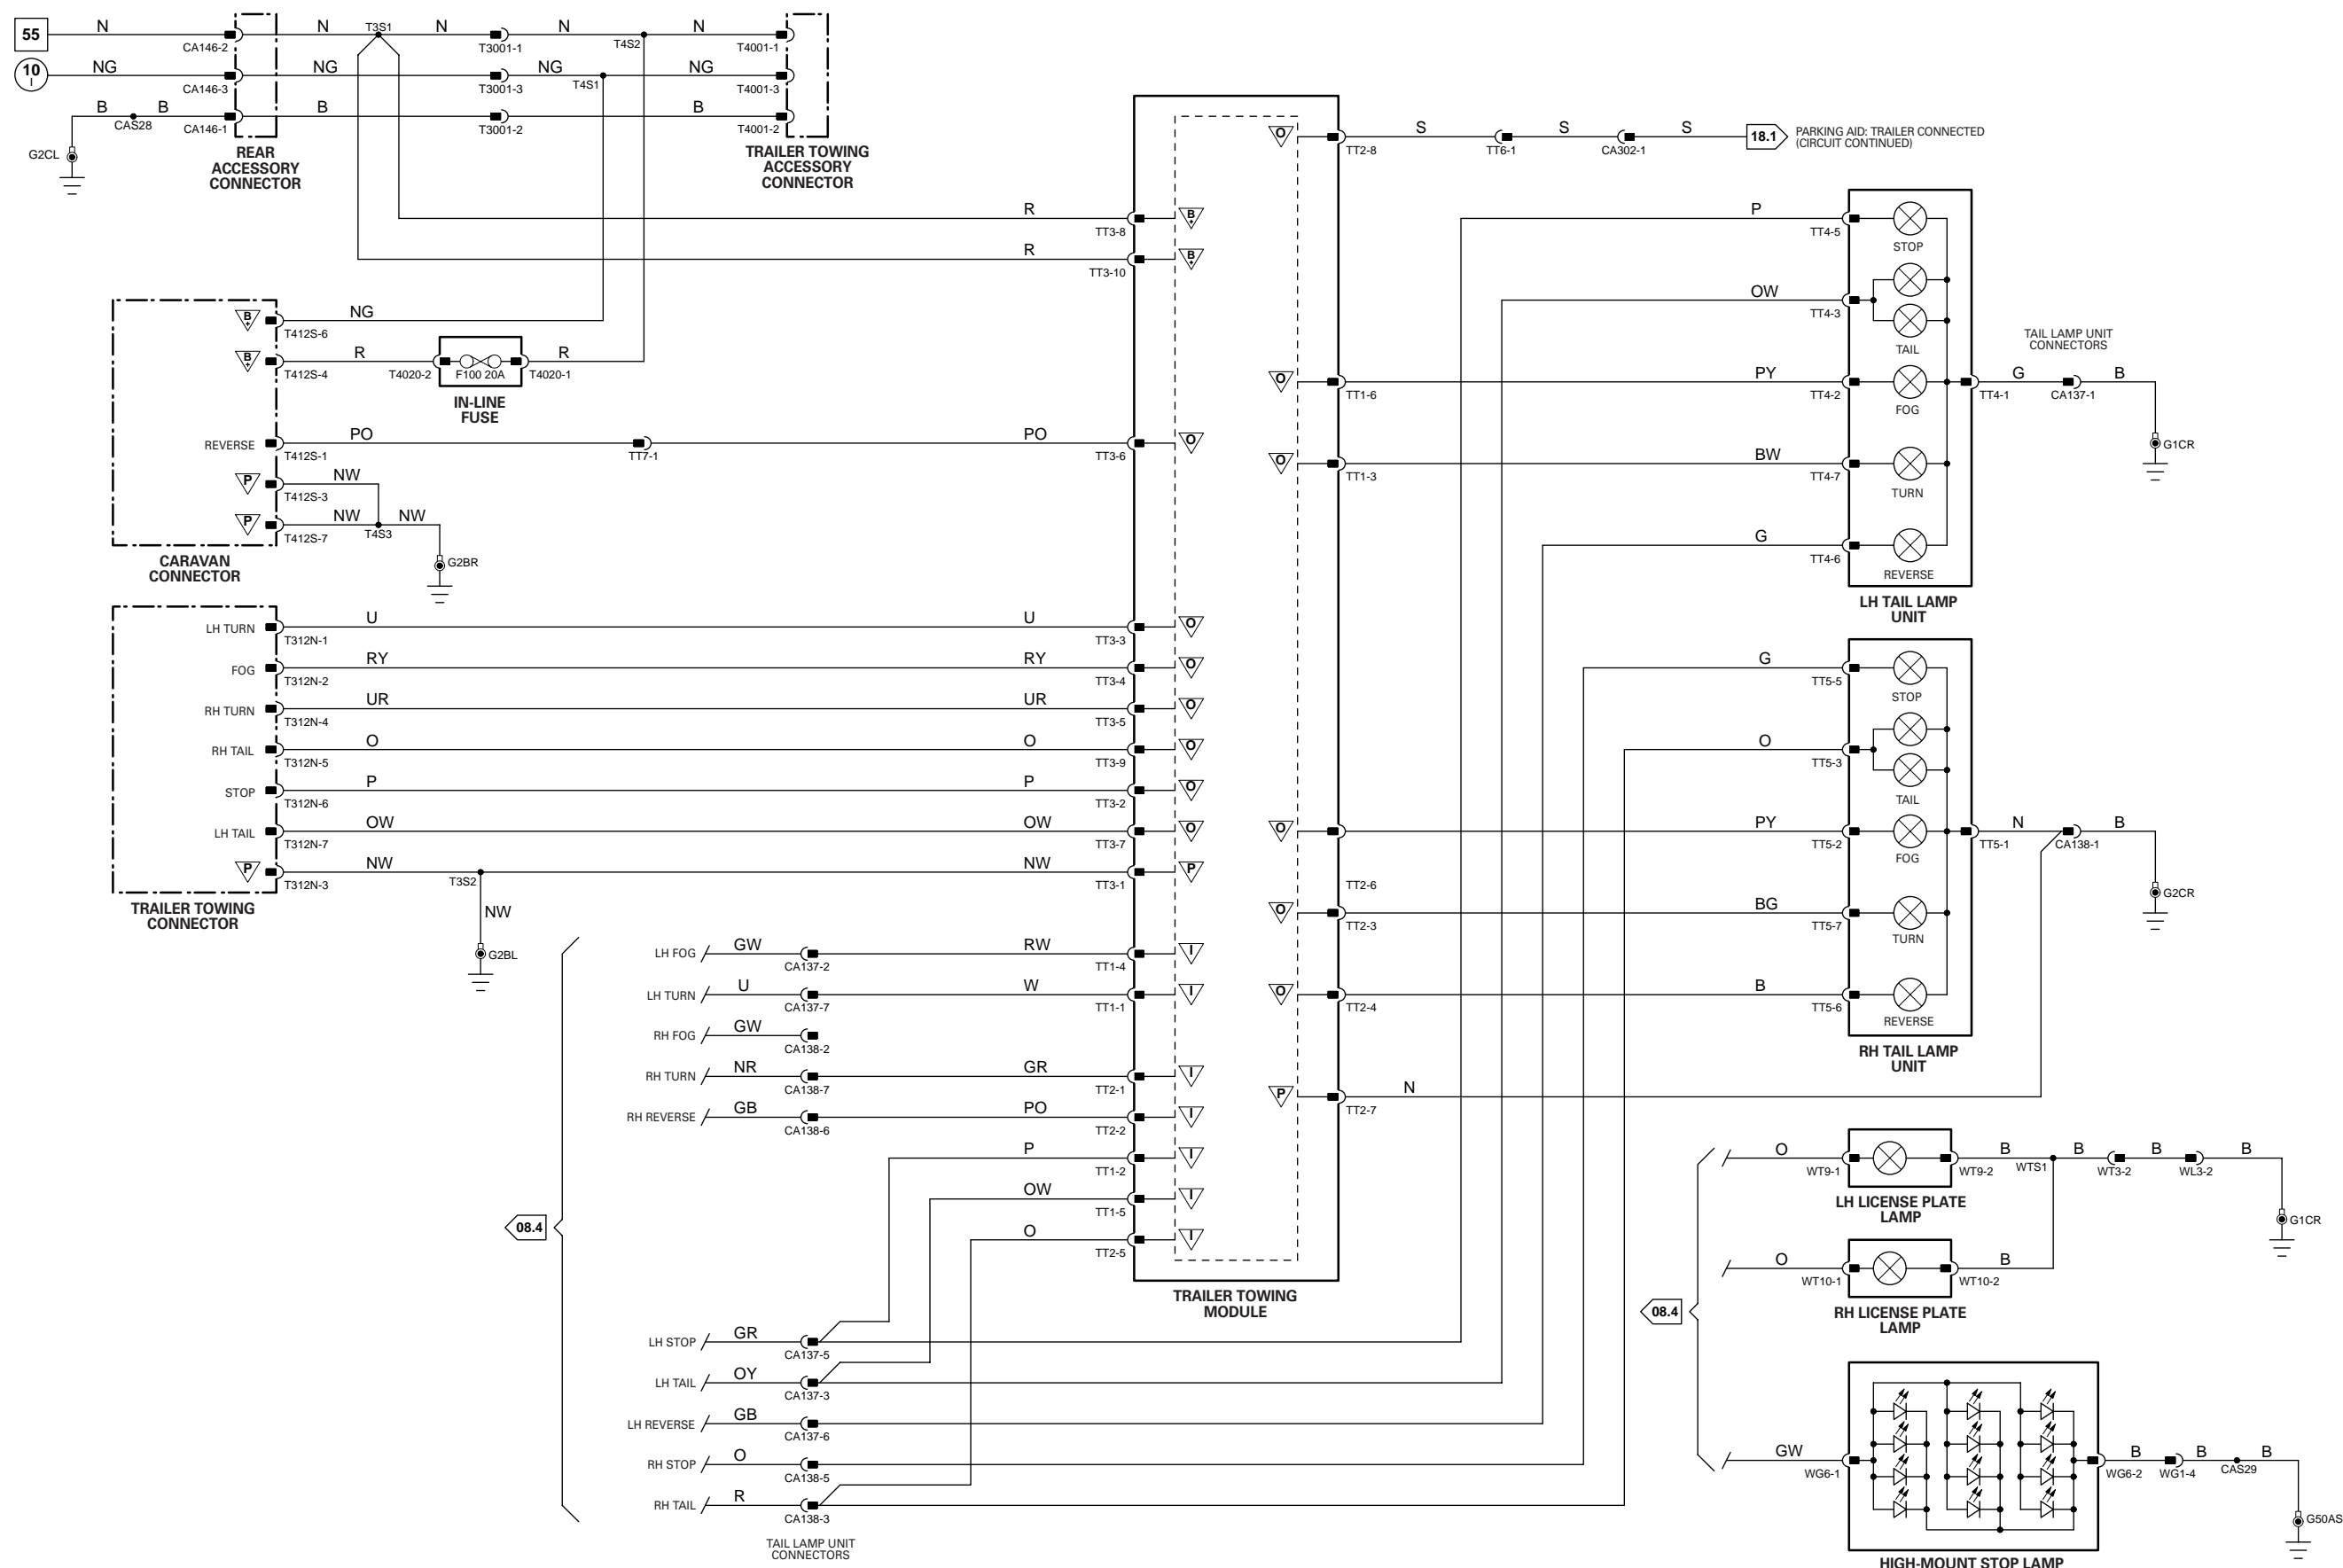 55
N
CA146-2
N
T3S1
N
T3001-1
N
T4S2
N
T4001-1
10
I
NG
CA146-3
NG
T3001-3
NG
T4S1
NG
T4001-3
B
CAS28
B
CA146-1
B
T3001-2
B
T4001-2
G2CL
REAR
ACCESSORY
CONNECTOR
TRAILER TOWING
ACCESSORY
CONNECTOR
R
TT3-8
B+
R
TT3-10
B+
B+
T412S-6
NG
B+
T412S-4
R
T4020-2
F100 20A
T4020-1
R
IN-LINE
FUSE
REVERSE
T412S-1
PO
TT7-1
PO
TT3-6
O
P
T412S-3
NW
P
T412S-7
NW
T4S3
NW
G2BR
CARAVAN
CONNECTOR
LH TURN
T312N-1
U
U
TT3-3
O
FOG
T312N-2
RY
RY
TT3-4
O
RH TURN
T312N-4
UR
UR
TT3-5
O
RH TAIL
T312N-5
O
O
TT3-9
O
STOP
T312N-6
P
P
TT3-2
O
LH TAIL
T312N-7
OW
OW
TT3-7
O
P
T312N-3
NW
T3S2
NW
TT3-1
P
NW
G2BL
TRAILER TOWING
CONNECTOR
08.4
LH FOG
GW
CA137-2
RW
TT1-4
I
LH TURN
U
CA137-7
W
TT1-1
I
RH FOG
GW
CA138-2
RH TURN
NR
CA138-7
GR
TT2-1
I
RH REVERSE
GB
CA138-6
PO
TT2-2
I
P
TT1-2
I
OW
TT1-5
I
O
TT2-5
I
LH STOP
GR
CA137-5
LH TAIL
OY
CA137-3
LH REVERSE
GB
CA137-6
RH STOP
O
CA138-5
RH TAIL
R
CA138-3
TAIL LAMP UNIT
CONNECTORS
TRAILER TOWING
MODULE
O
TT2-8
S
TT6-1
S
CA302-1
S
18.1
PARKING AID: TRAILER CONNECTED
(CIRCUIT CONTINUED)
P
TT4-5
STOP
OW
TT4-3
TAIL
O
TT1-6
PY
TT4-2
FOG
TT4-1
G
CA137-1
B
G1CR
TAIL LAMP UNIT
CONNECTORS
O
TT1-3
BW
TT4-7
TURN
G
TT4-6
REVERSE
LH TAIL LAMP
UNIT
G
TT5-5
STOP
O
TT5-3
TAIL
O
TT2-6
PY
TT5-2
FOG
TT5-1
N
CA138-1
B
G2CR
O
TT2-3
BG
TT5-7
TURN
O
TT2-4
B
TT5-6
REVERSE
RH TAIL LAMP
UNIT
P
TT2-7
N
08.4
O
WT9-1
WT9-2
B
WTS1
B
WT3-2
B
WL3-2
B
G1CR
LH LICENSE PLATE
LAMP
O
WT10-1
WT10-2
B
RH LICENSE PLATE
LAMP
GW
WG6-1
WG6-2
B
WG1-4
B
CAS29
B
G50AS
HIGH-MOUNT STOP LAMP